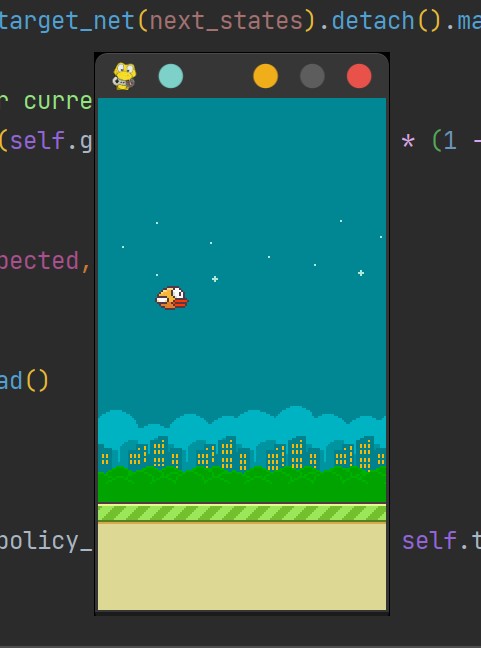 target_net(next_states).detach().ma
r curre
(self.g * (1 -
pected,
ad()
policy_ self.t